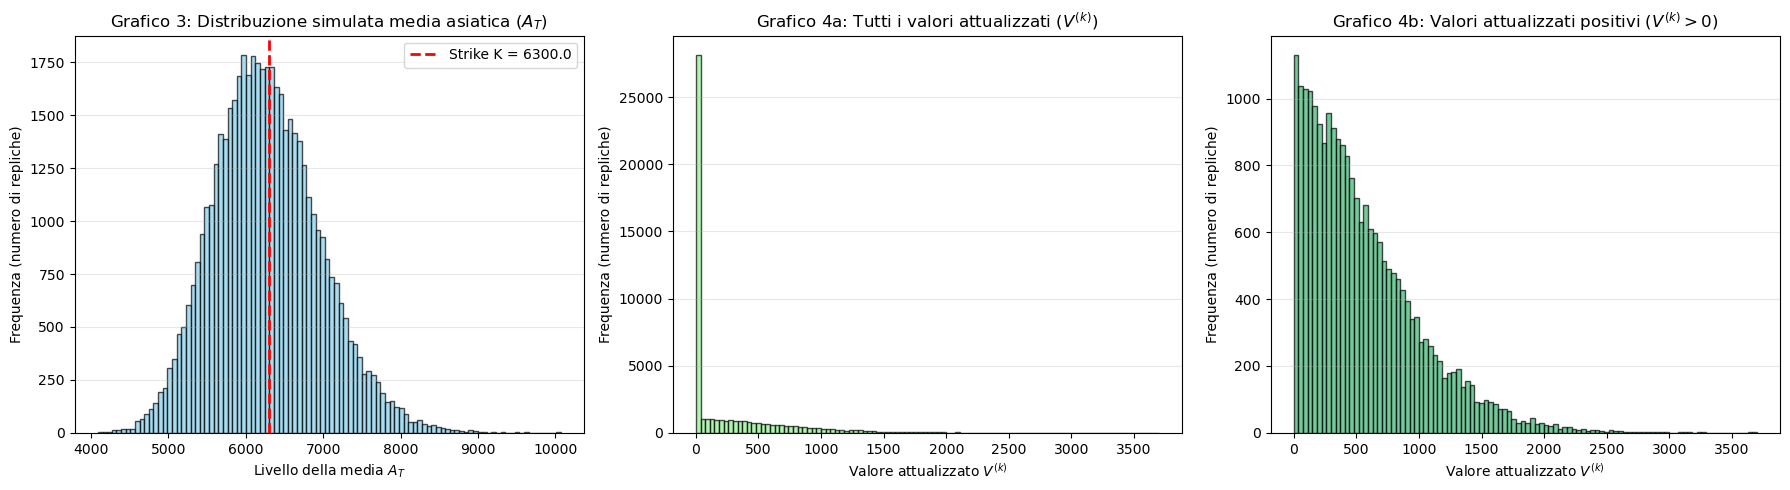 Grafico 3: Distribuzione simulata media asiatica (A_T)
Strike K = 6300.0
Frequenza (numero di repliche)
1750
1500
1250
1000
750
500
250
0
4000 5000 6000 7000 8000 9000 10000
Livello della media A_T
Grafico 4a: Tutti i valori attualizzati (V^(k))
Frequenza (numero di repliche)
25000
20000
15000
10000
5000
0
0 500 1000 1500 2000 2500 3000 3500
Valore attualizzato V^(k)
Grafico 4b: Valori attualizzati positivi (V^(k) > 0)
Frequenza (numero di repliche)
1000
800
600
400
200
0
0 500 1000 1500 2000 2500 3000 3500
Valore attualizzato V^(k)